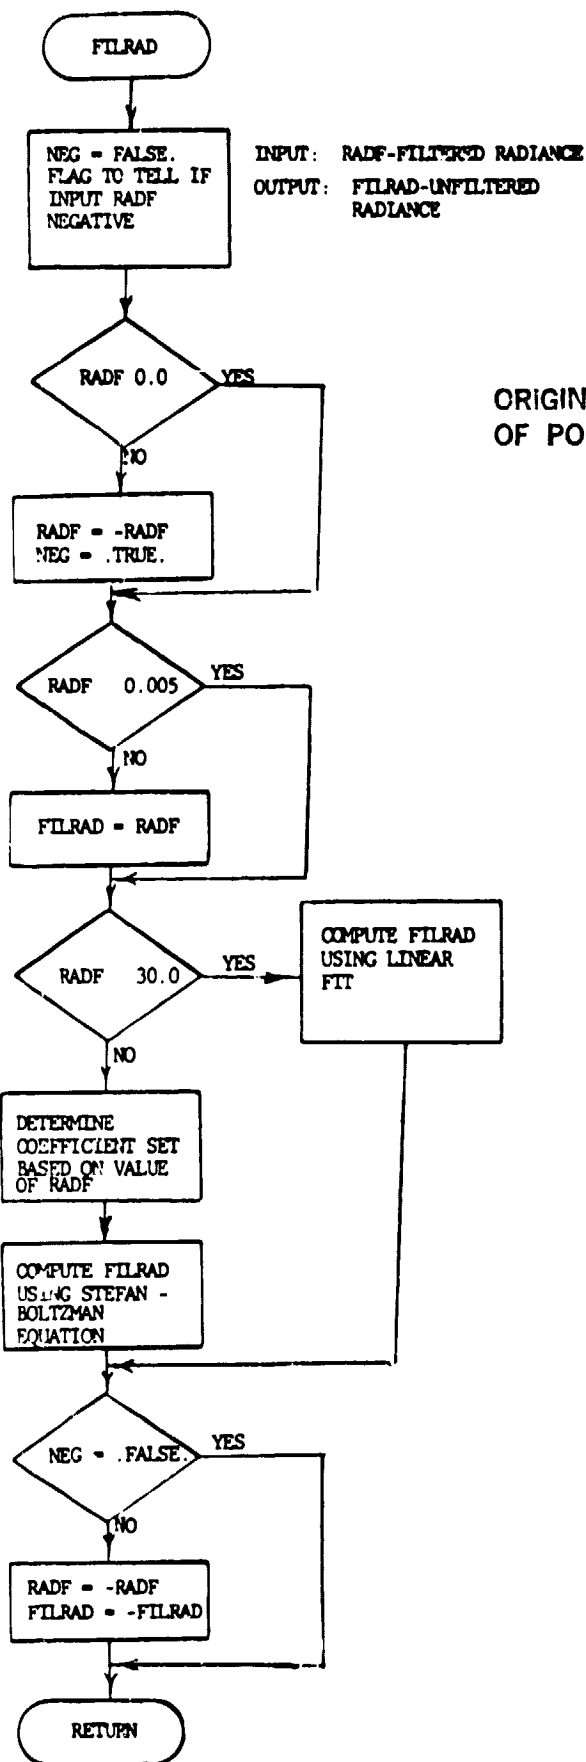 FILRAD
NEG = FALSE.
FLAG TO TELL IF
INPUT RADF
NEGATIVE
INPUT: RADF-FILTERED RADIANCE
OUTPUT: FILRAD-UNFILTERED
RADIANCE
RADF 0.0
YES
ORIGIN
OF PO
NO
RADF = -RADF
NEG = .TRUE.
RADF 0.005
YES
NO
FILRAD = RADF
RADF 30.0
YES
COMPUTE FILRAD
USING LINEAR
FIT
NO
DETERMINE
COEFFICIENT SET
BASED ON VALUE
OF RADF
COMPUTE FILRAD
USING STEFAN -
BOLTZMAN
EQUATION
NEG = .FALSE.
YES
NO
RADF = -RADF
FILRAD = -FILRAD
RETURN